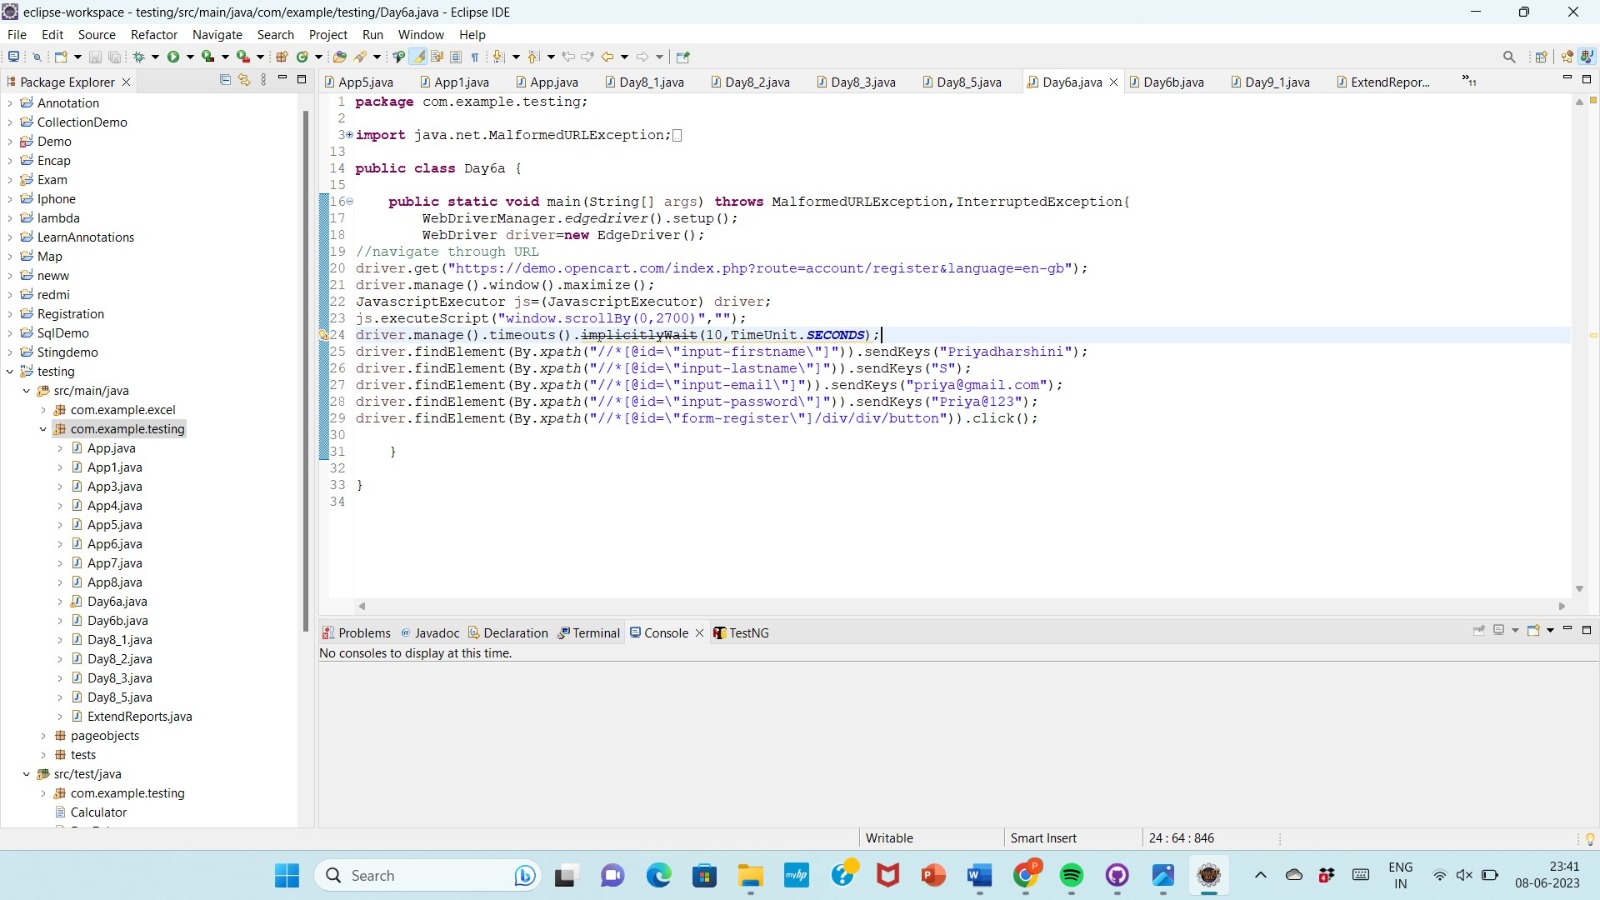 eclipse-workspace - testing/src/main/java/com/example/testing/Day6a.java - Eclipse IDE
File Edit Source Refactor Navigate Search Project Run Window Help
Package Explorer
App5.java App1.java App.java Day8_1.java Day8_2.java Day8_3.java Day8_5.java Day6a.java Day6b.java Day9_1.java ExtendRepor... »11
Annotation
CollectionDemo
Demo
Encap
Exam
Iphone
lambda
LearnAnnotations
Map
neww
redmi
Registration
SqlDemo
Stingdemo
testing
src/main/java
com.example.excel
com.example.testing
App.java
App1.java
App3.java
App4.java
App5.java
App6.java
App7.java
App8.java
Day6a.java
Day6b.java
Day8_1.java
Day8_2.java
Day8_3.java
Day8_5.java
ExtendReports.java
pageobjects
tests
src/test/java
com.example.testing
Calculator
1 package com.example.testing;
2
3 import java.net.MalformedURLException;
13
14 public class Day6a {
15
16 public static void main(String[] args) throws MalformedURLException,InterruptedException{
17 WebDriverManager.edgedriver().setup();
18 WebDriver driver=new EdgeDriver();
19 //navigate through URL
20 driver.get("https://demo.opencart.com/index.php?route=account/register&language=en-gb");
21 driver.manage().window().maximize();
22 JavascriptExecutor js=(JavascriptExecutor) driver;
23 js.executeScript("window.scrollBy(0,2700)","");
24 driver.manage().timeouts().implicitlyWait(10,TimeUnit.SECONDS);
25 driver.findElement(By.xpath("//*[@id=\"input-firstname\"]")).sendKeys("Priyadharshini");
26 driver.findElement(By.xpath("//*[@id=\"input-lastname\"]")).sendKeys("S");
27 driver.findElement(By.xpath("//*[@id=\"input-email\"]")).sendKeys("priya@gmail.com");
28 driver.findElement(By.xpath("//*[@id=\"input-password\"]")).sendKeys("Priya@123");
29 driver.findElement(By.xpath("//*[@id=\"form-register\"]/div/div/button")).click();
30
31 }
32
33 }
34
Problems Javadoc Declaration Terminal Console TestNG
No consoles to display at this time.
Writable Smart Insert 24 : 64 : 846
Search
ENG
IN
23:41
08-06-2023